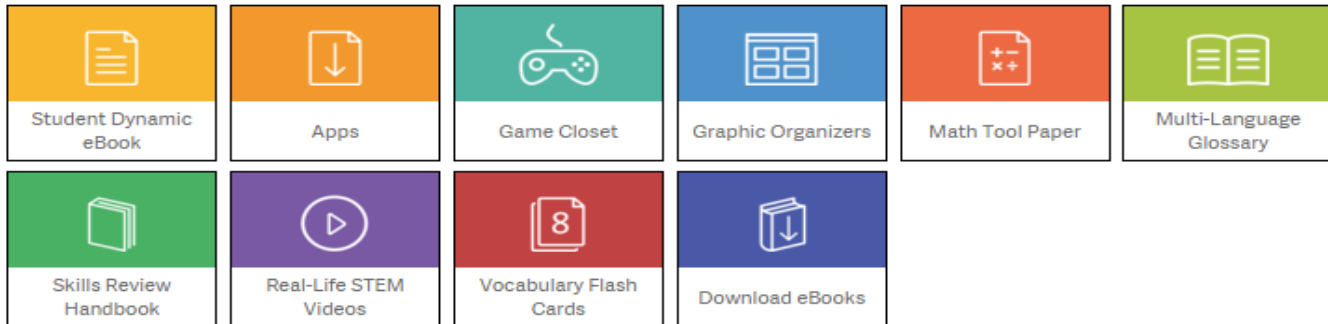 Student Dynamic
eBook
Apps
Game Closet
Graphic Organizers
+ −
× ÷
Math Tool Paper
Multi-Language
Glossary
Skills Review
Handbook
Real-Life STEM
Videos
8
Vocabulary Flash
Cards
Download eBooks